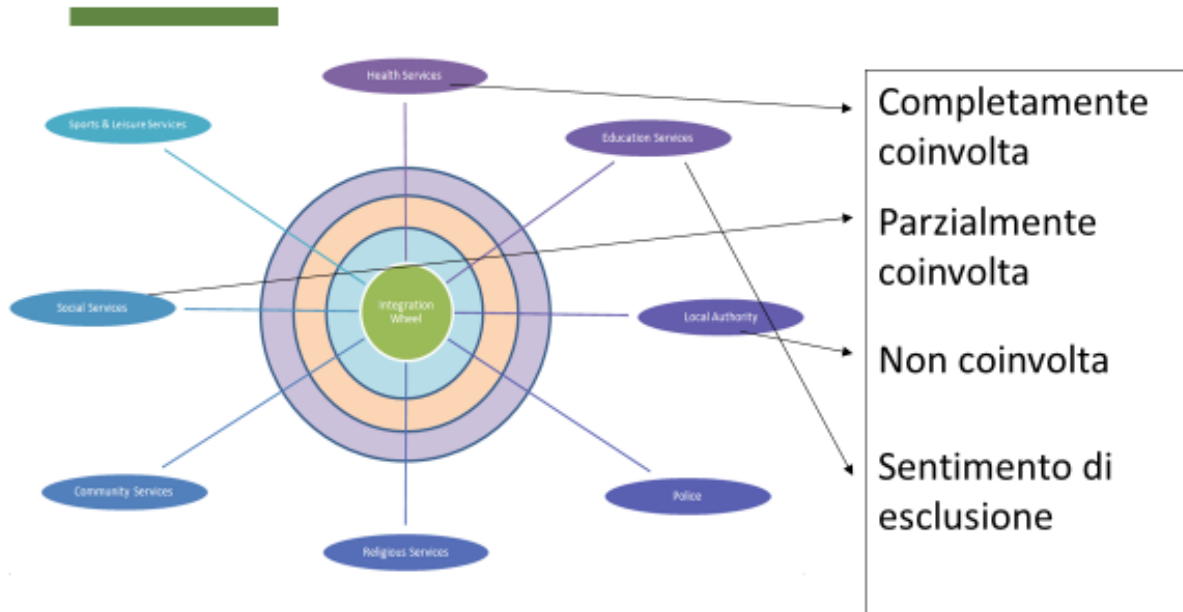 Health Services
Sports & Leisure Services
Education Services
Social Services
Integration
Wheel
Local Authority
Community Services
Police
Religious Services
Completamente
coinvolta
Parzialmente
coinvolta
Non coinvolta
Sentimento di
esclusione